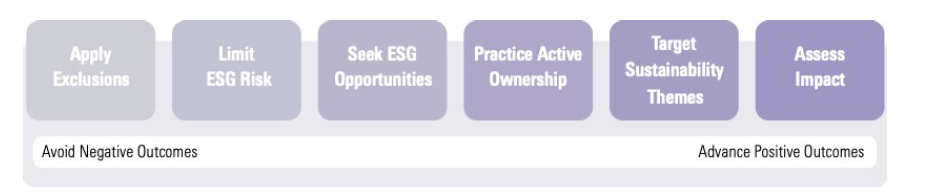 Apply
Exclusions
Limit
ESG Risk
Seek ESG
Opportunities
Practice Active
Ownership
Target
Sustainability
Themes
Assess
Impact
Avoid Negative Outcomes
Advance Positive Outcomes